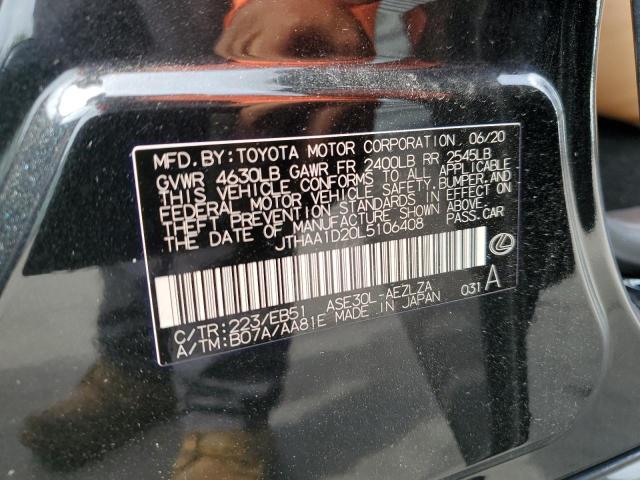 MFD. BY: TOYOTA MOTOR CORPORATION 06/20
GVWR 4630LB GAWR FR 2400LB RR 2545LB
THIS VEHICLE CONFORMS TO ALL APPLICABLE
FEDERAL MOTOR VEHICLE SAFETY, BUMPER, AND
THEFT PREVENTION STANDARDS IN EFFECT ON
THE DATE OF MANUFACTURE SHOWN ABOVE.
JTHAA1D20L5106408 PASS. CAR
C/TR: 223/EB51 ASE30L-AEZLZA 031 A
A/TM: B07A/AA81E MADE IN JAPAN